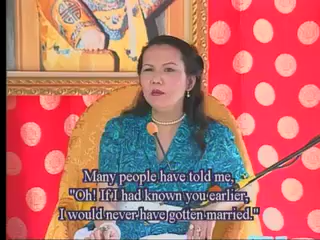 Many people have told me,
"Oh! If I had known you earlier,
I would never have gotten married."